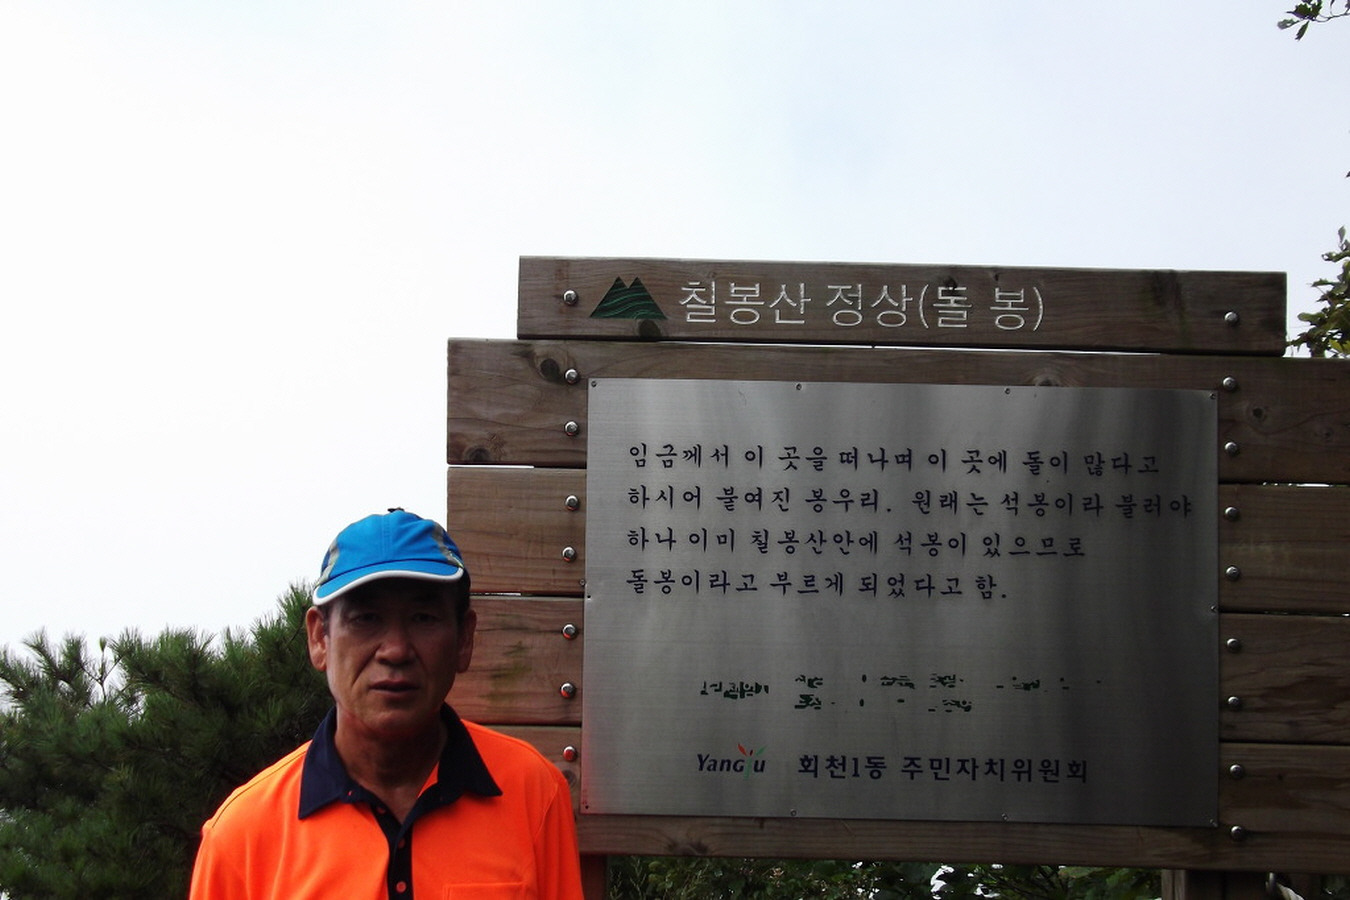 칠봉산 정상(돌 봉)
임금께서 이 곳을 떠나며 이 곳에 돌이 많다고
하시어 붙여진 봉우리. 원래는 석봉이라 불러야
하나 이미 칠봉산안에 석봉이 있으므로
돌봉이라고 부르게 되었다고 함.
Yangju 회천1동 주민자치위원회